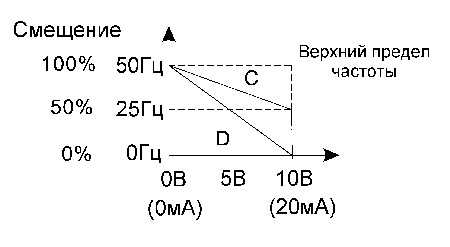 Смещение
100% 50Гц
Верхний предел
частоты
C
50% 25Гц
D
0% 0Гц
0В 5В 10В
(0мА) (20мА)